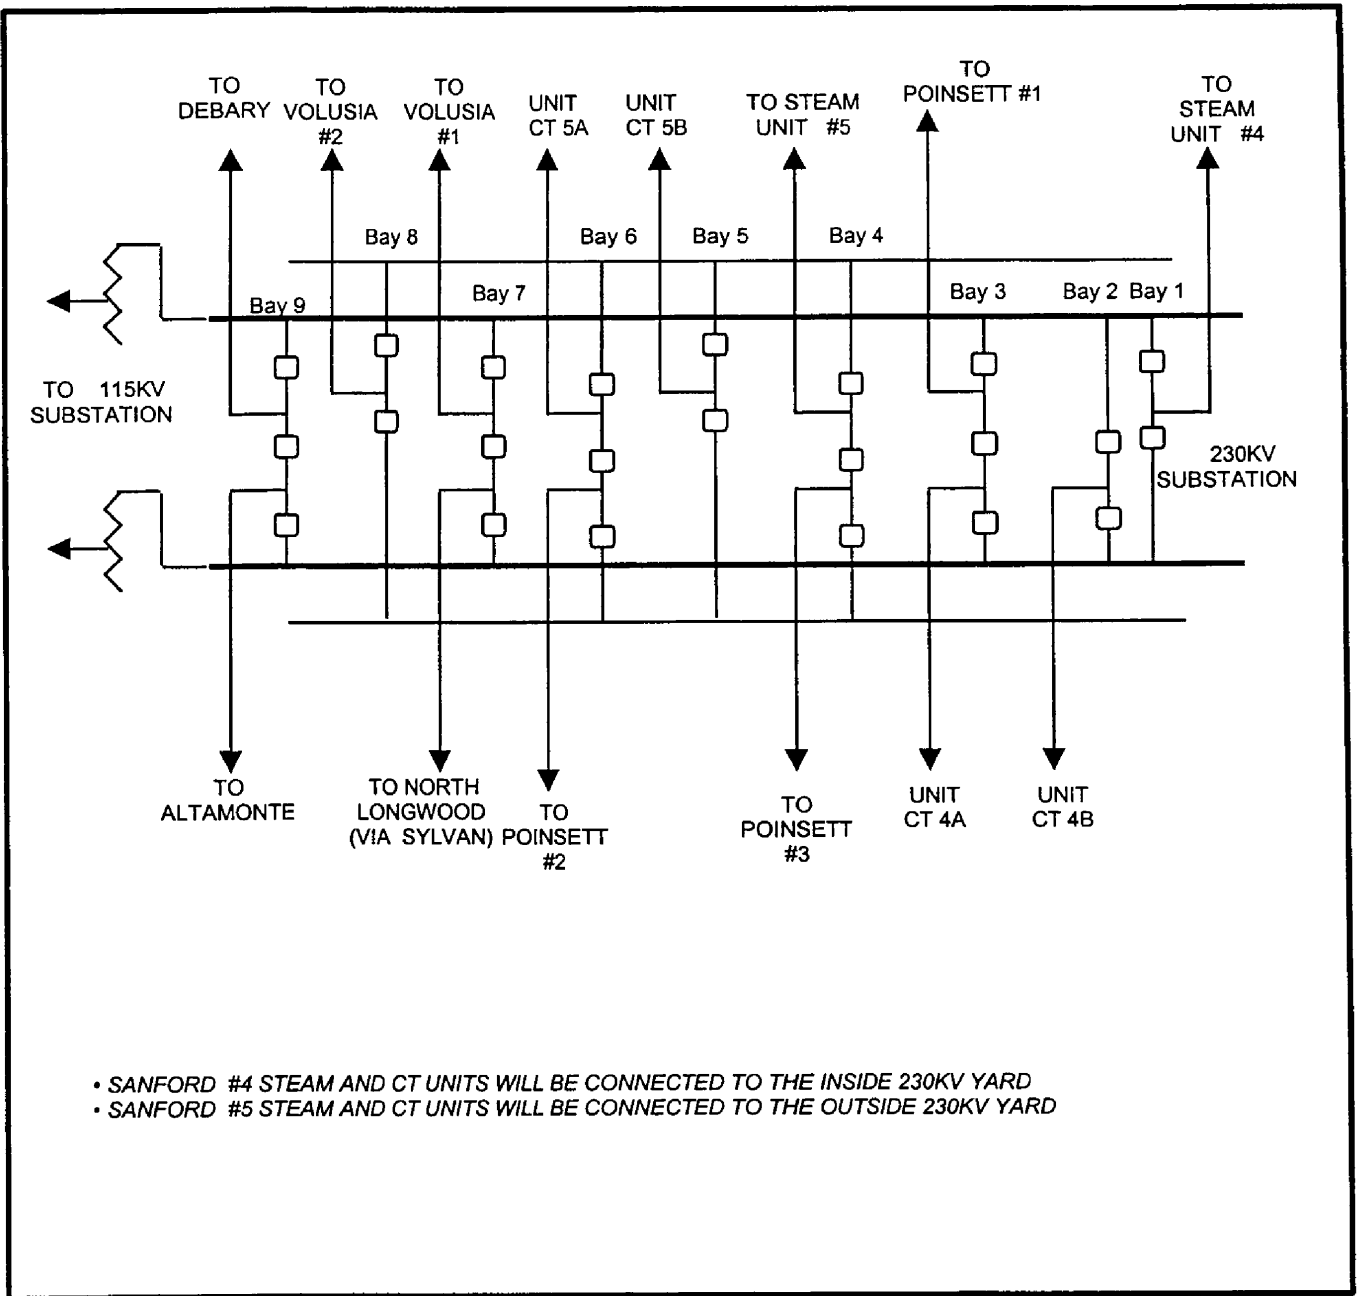 TO
DEBARY
TO
VOLUSIA
#2
TO
VOLUSIA
#1
UNIT
CT 5A
UNIT
CT 5B
TO STEAM
UNIT #5
TO
POINSETT #1
TO
STEAM
UNIT #4
Bay 8
Bay 6
Bay 5
Bay 4
Bay 9
Bay 7
Bay 3
Bay 2
Bay 1
TO 115KV
SUBSTATION
230KV
SUBSTATION
TO
ALTAMONTE
TO NORTH
LONGWOOD
(VIA SYLVAN)
TO
POINSETT
#2
TO
POINSETT
#3
UNIT
CT 4A
UNIT
CT 4B
• SANFORD #4 STEAM AND CT UNITS WILL BE CONNECTED TO THE INSIDE 230KV YARD
• SANFORD #5 STEAM AND CT UNITS WILL BE CONNECTED TO THE OUTSIDE 230KV YARD